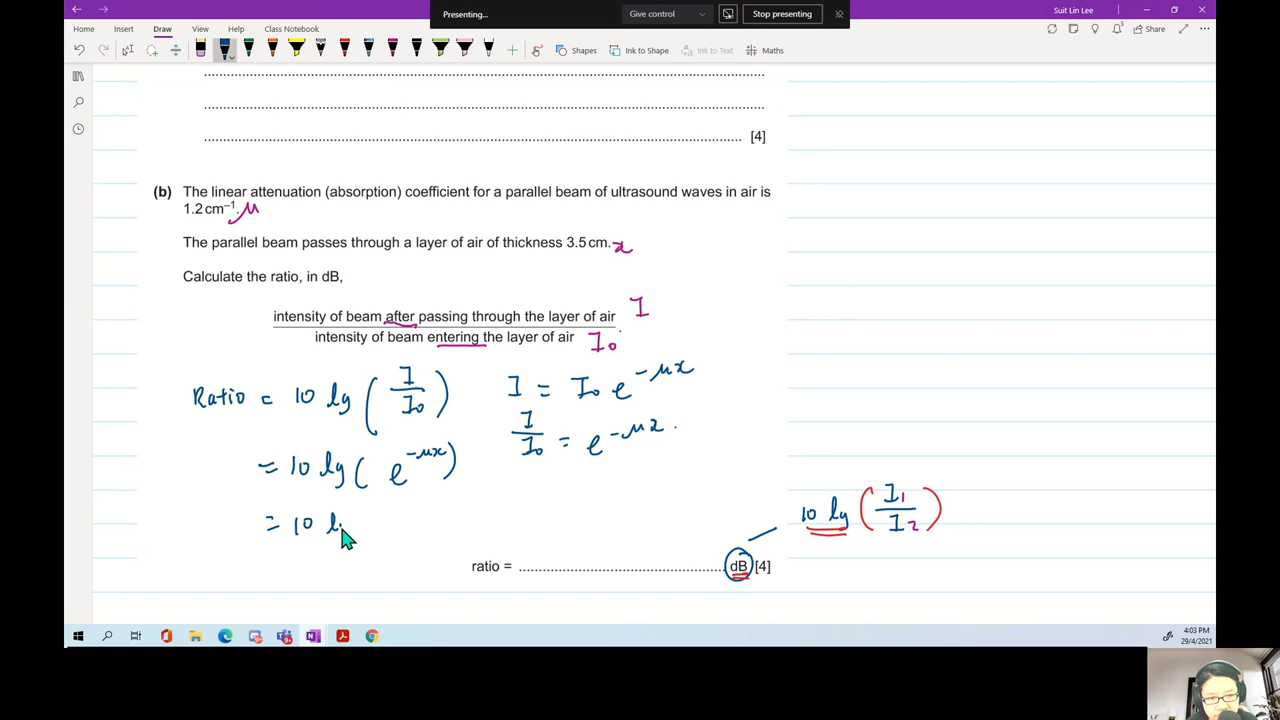 Presenting...
Give control
Stop presenting
Suit Lin Lee
Home Insert Draw View Help Class Notebook
Share
Shapes Ink to Shape Ink to Text Maths
[4]
(b) The linear attenuation (absorption) coefficient for a parallel beam of ultrasound waves in air is
1.2 cm⁻¹. μ
The parallel beam passes through a layer of air of thickness 3.5 cm. x
Calculate the ratio, in dB,
intensity of beam after passing through the layer of air I
intensity of beam entering the layer of air . I₀
Ratio = 10 lg ( I / I₀ ) I = I₀ e^(-μx)
I / I₀ = e^(-μx) .
= 10 lg ( e^(-μx) )
10 lg ( I₁ / I₂ )
= 10 l
ratio = ........................................................ dB [4]
4:03 PM
29/4/2021